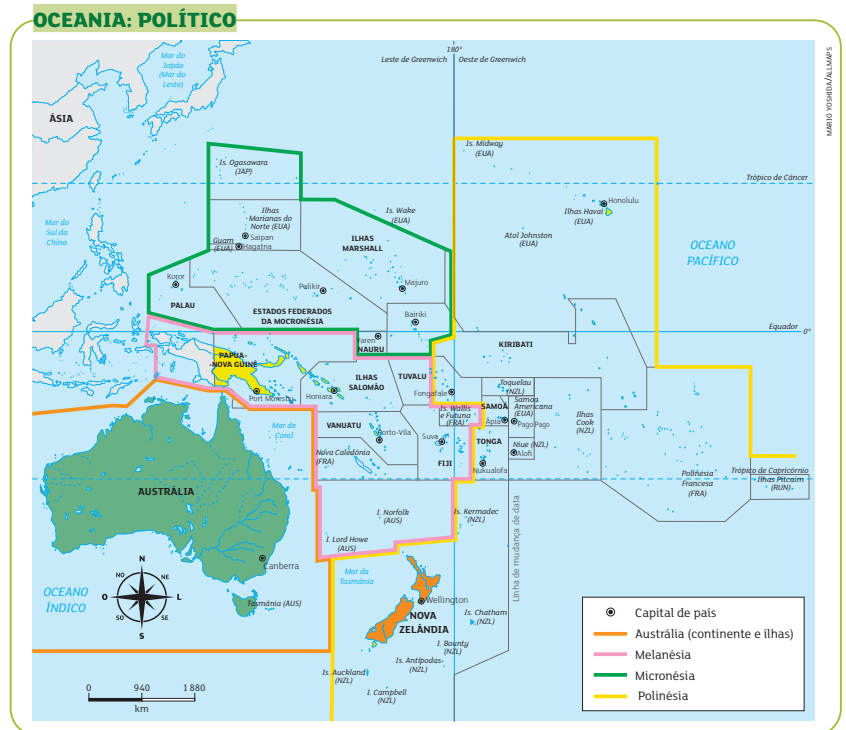 OCEANIA: POLÍTICO
180°
Leste de Greenwich
Oeste de Greenwich
MARIO YOSHIDA/ALLMAPS
Mar do
Japão
(Mar do
Leste)
ÁSIA
Is. Midway
(EUA)
Is. Ogasawara
(JAP)
Trópico de Câncer
Honolulu
Ilhas Havaí
(EUA)
Ilhas
Marianas do
Norte (EUA)
Is. Wake
(EUA)
Mar do
Sul da
China
Saipan
Guam
(EUA)
Hagatna
ILHAS
MARSHALL
Atol Johnston
(EUA)
OCEANO
PACÍFICO
Koror
Palikir
Majuro
PALAU
ESTADOS FEDERADOS
DA MOCRONÉSIA
Bairiki
Equador
0°
Yaren
NAURU
KIRIBATI
PAPUA-
-NOVA GUINÉ
ILHAS
SALOMÃO
TUVALU
Toquelau
(NZL)
Port Moresby
Honiara
Fongafale
Is. Wallis
e Futuna
(FRA)
SAMOA
Samoa
Americana
(EUA)
Ápia
Pago Pago
Ilhas
Cook
(NZL)
Mar de
Coral
VANUATU
Porto-Vila
Suva
TONGA
Niue (NZL)
Alofi
Nova Caledônia
(FRA)
FIJI
Nukualofa
Polinésia
Francesa
(FRA)
Trópico de Capricórnio
Ilhas Pitcairn
(RUN)
AUSTRÁLIA
I. Norfolk
(AUS)
Is. Kermadec
(NZL)
I. Lord Howe
(AUS)
Linha de mudança de data
Canberra
Mar da
Tasmânia
OCEANO
ÍNDICO
N
NO
NE
O
L
SO
SE
S
Tasmânia (AUS)
Wellington
NOVA
ZELÂNDIA
Is. Chatham
(NZL)
I. Bounty
(NZL)
Is. Antípodas
(NZL)
Is. Auckland
(NZL)
I. Campbell
(NZL)
0
940
1 880
km
Capital de país
Austrália (continente e ilhas)
Melanésia
Micronésia
Polinésia